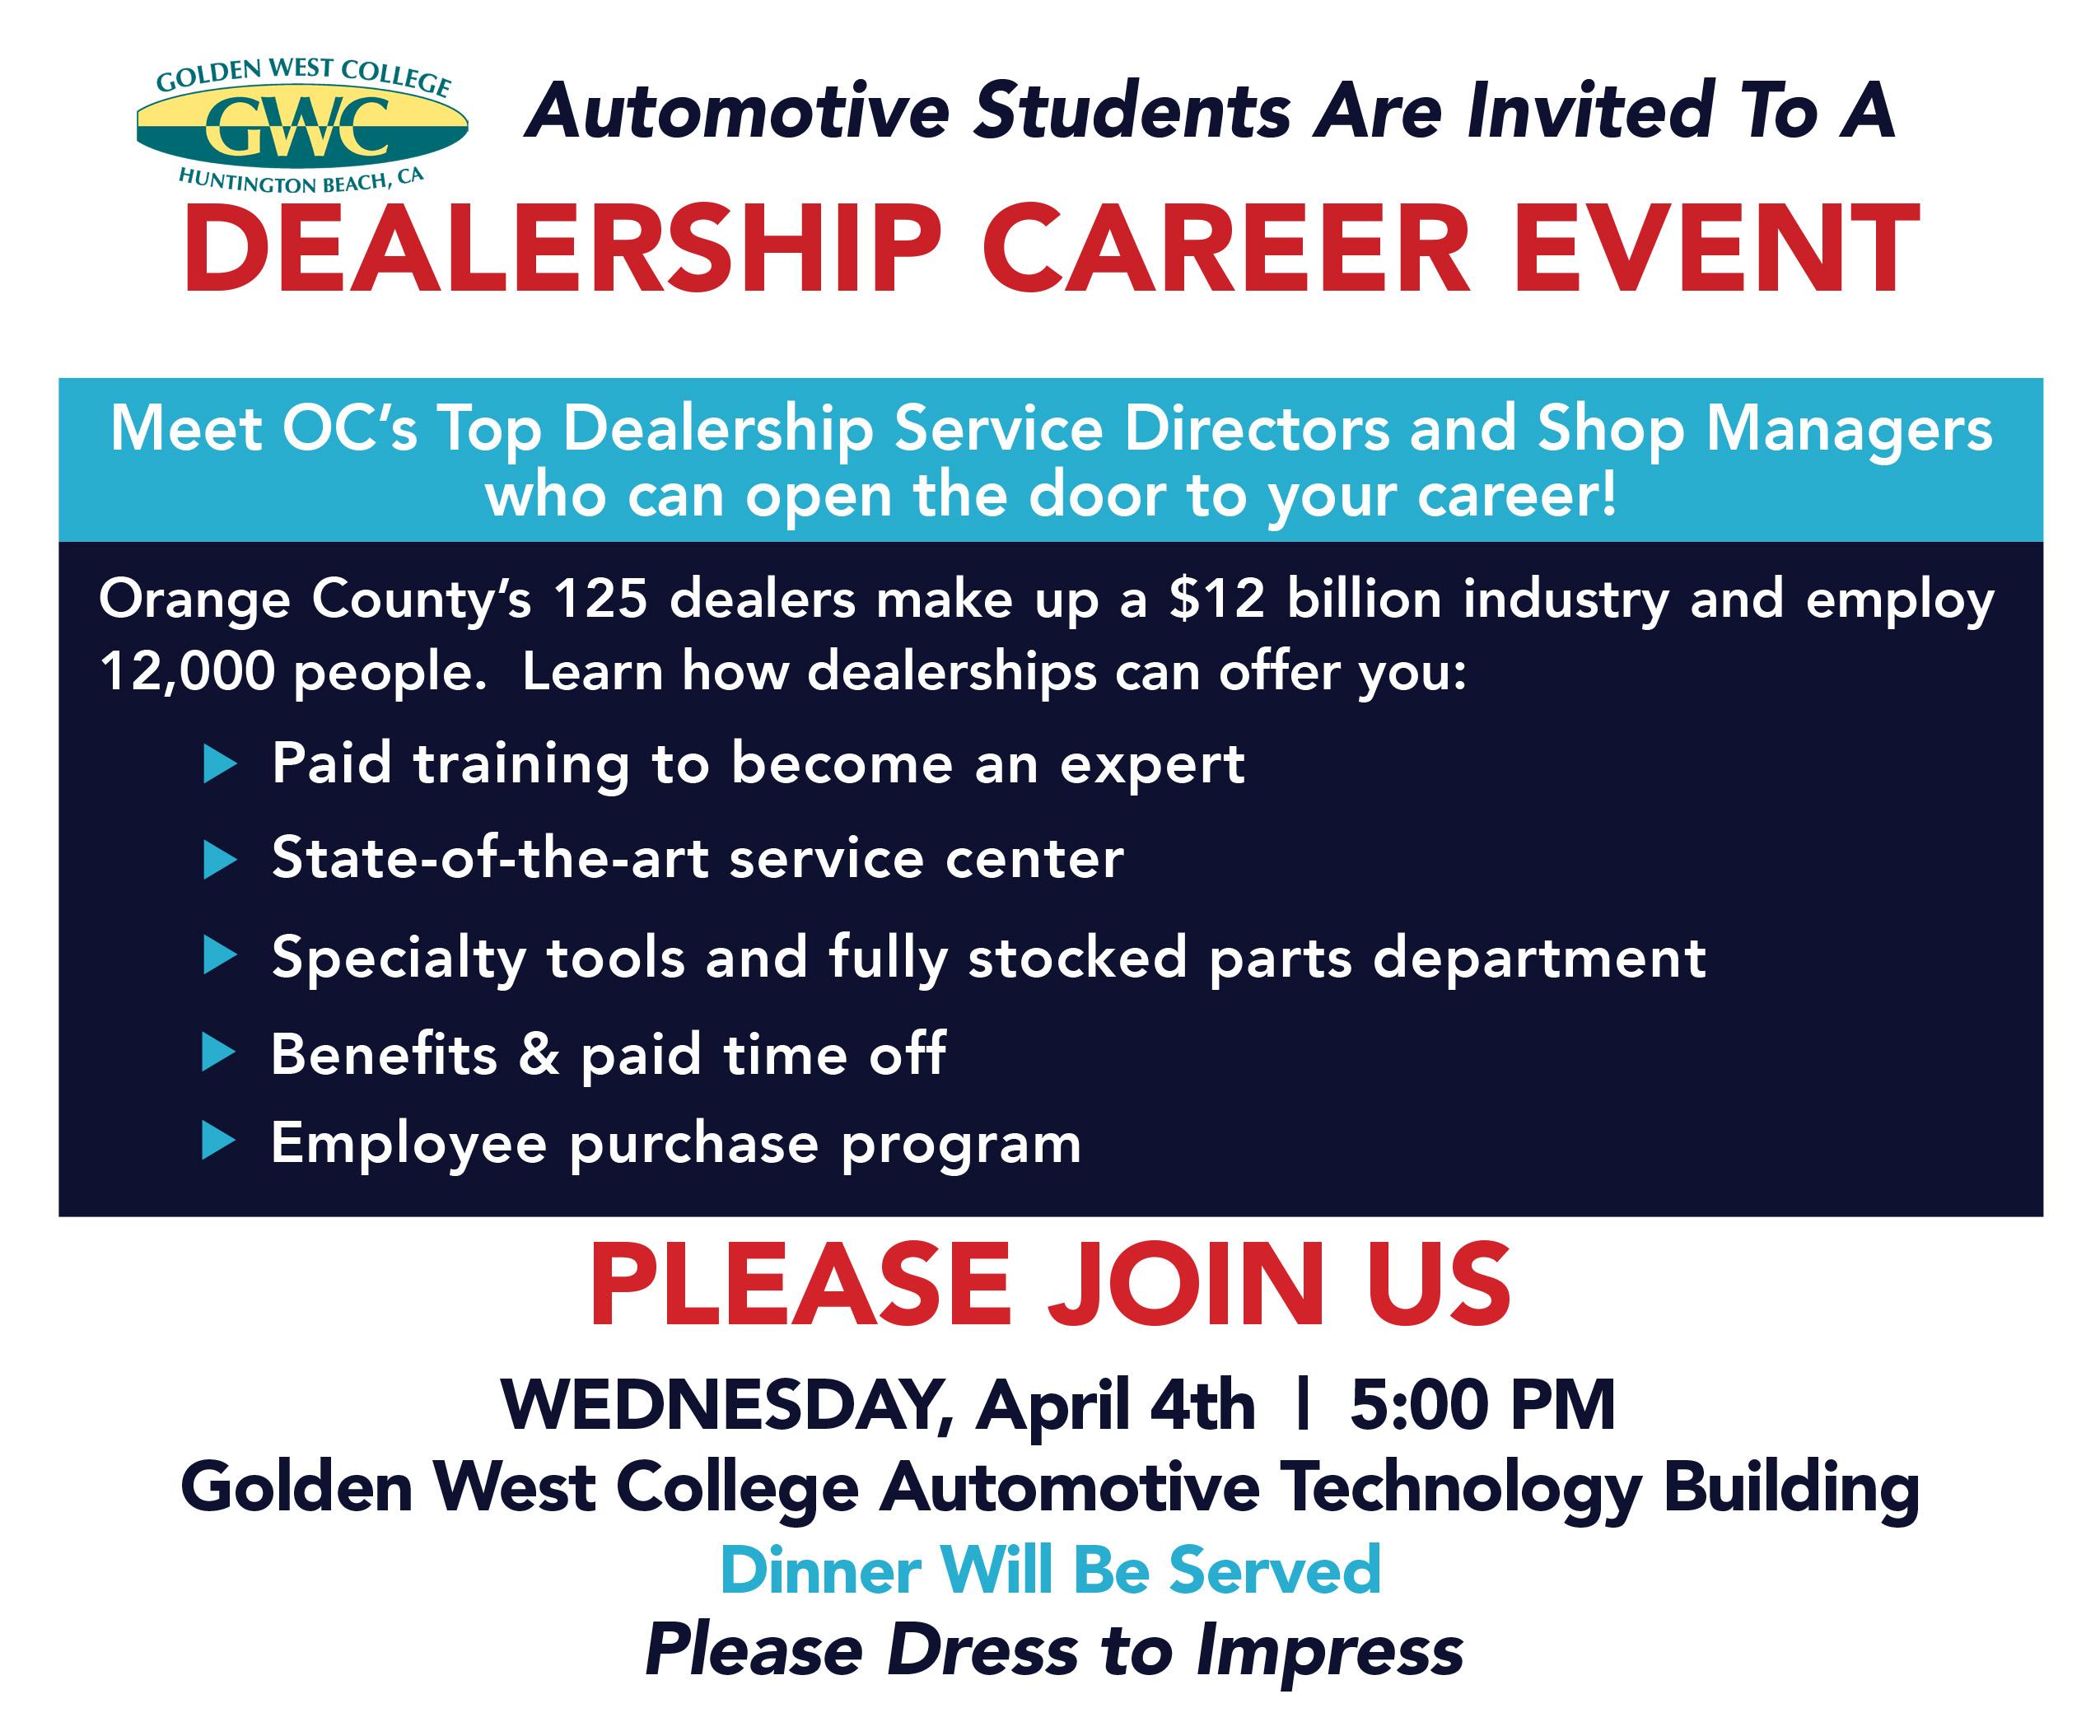 GOLDEN WEST COLLEGE
GWC
HUNTINGTON BEACH, CA
Automotive Students Are Invited To A
DEALERSHIP CAREER EVENT
Meet OC's Top Dealership Service Directors and Shop Managers
who can open the door to your career!
Orange County's 125 dealers make up a $12 billion industry and employ
12,000 people. Learn how dealerships can offer you:
Paid training to become an expert
State-of-the-art service center
Specialty tools and fully stocked parts department
Benefits & paid time off
Employee purchase program
PLEASE JOIN US
WEDNESDAY, April 4th | 5:00 PM
Golden West College Automotive Technology Building
Dinner Will Be Served
Please Dress to Impress